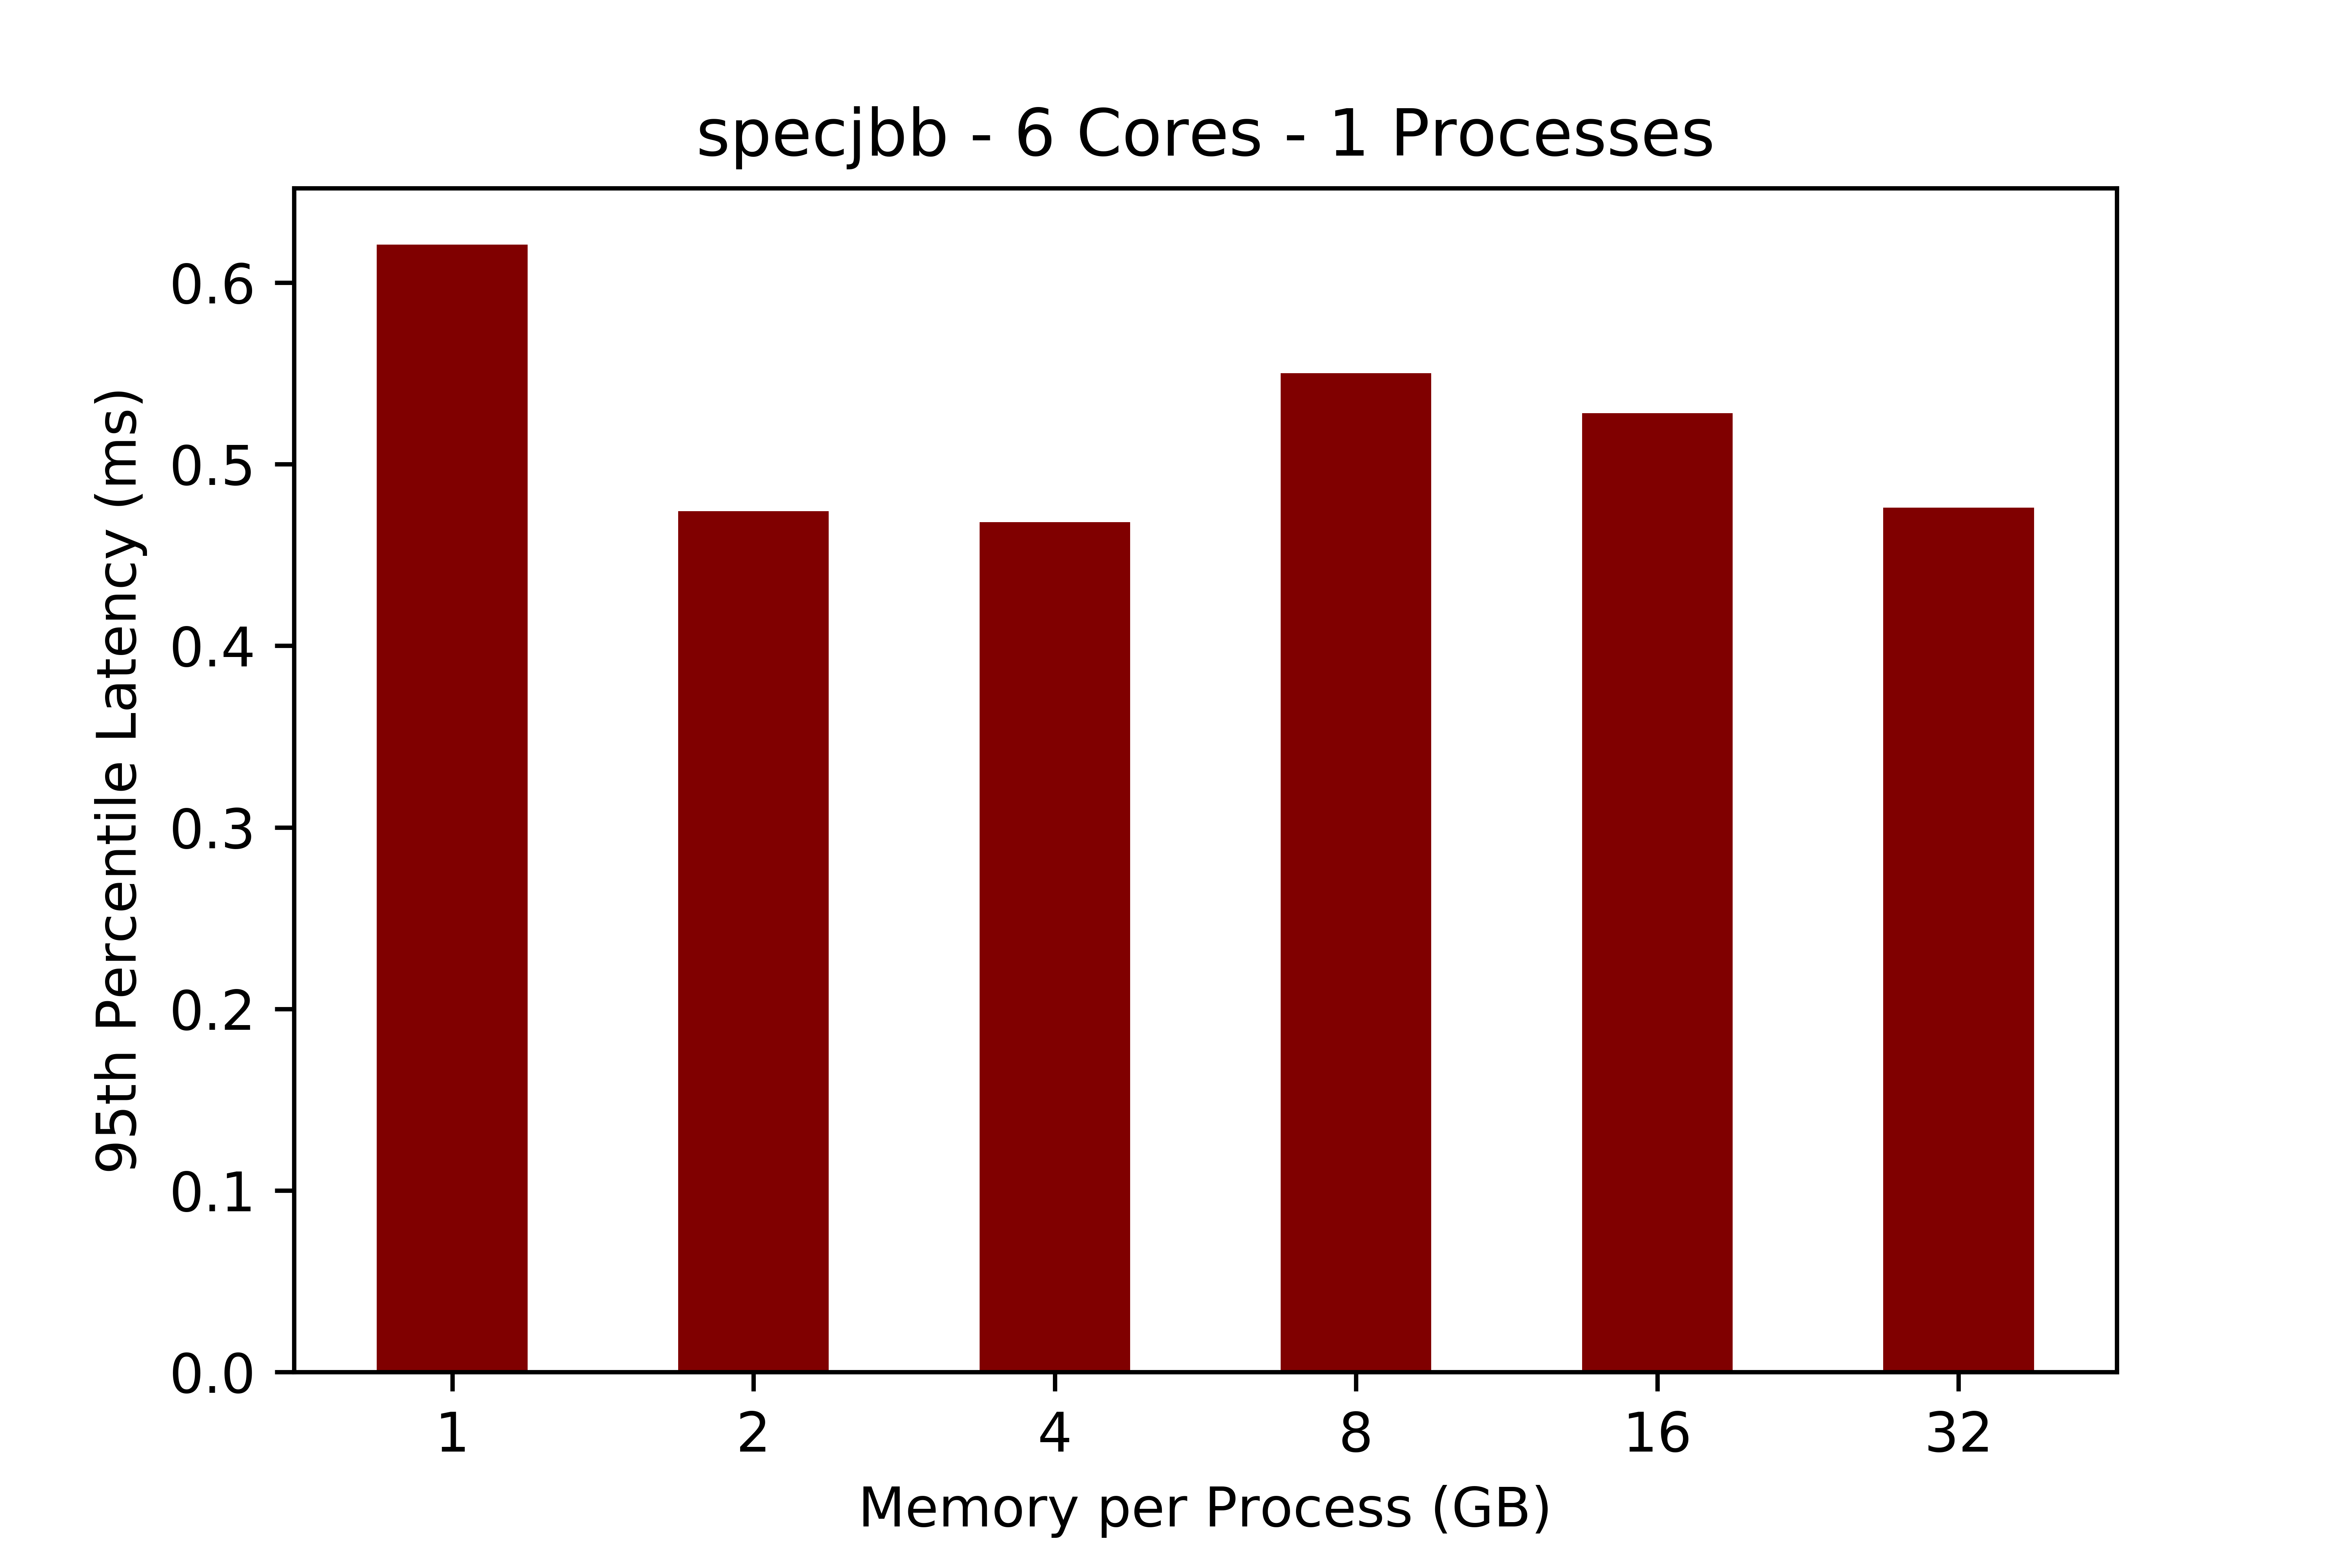 specjbb - 6 Cores - 1 Processes
95th Percentile Latency (ms)
0.6
0.5
0.4
0.3
0.2
0.1
0.0
1 2 4 8 16 32
Memory per Process (GB)